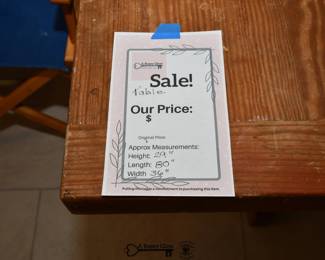 Sale!
Table
Our Price:
$
Original Price:
Approx Measurements:
Height: 29"
Length: 80"
Width 36"